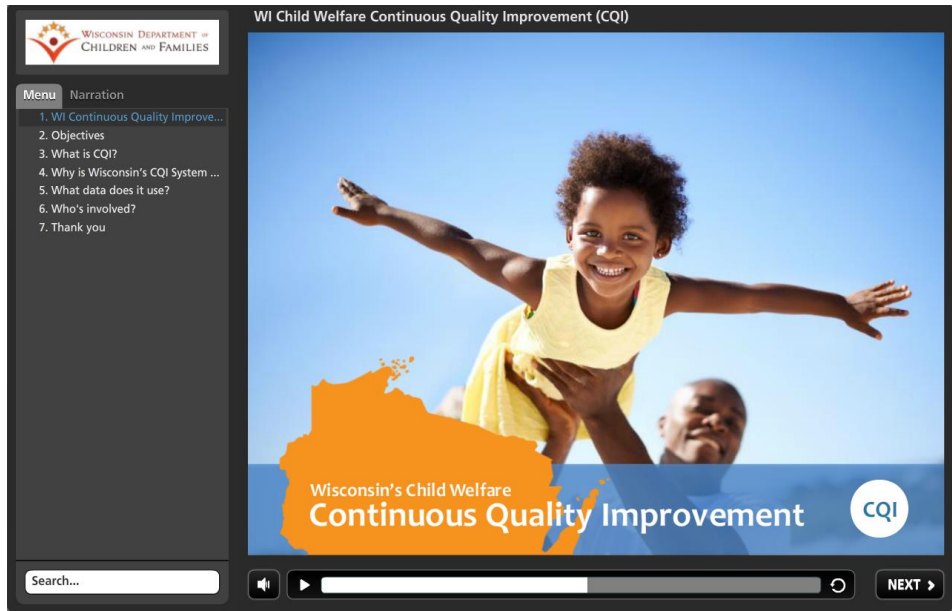 WISCONSIN DEPARTMENT OF
CHILDREN AND FAMILIES
WI Child Welfare Continuous Quality Improvement (CQI)
Menu
Narration
1. WI Continuous Quality Improve...
2. Objectives
3. What is CQI?
4. Why is Wisconsin's CQI System ...
5. What data does it use?
6. Who's involved?
7. Thank you
Wisconsin's Child Welfare
Continuous Quality Improvement
CQI
Search...
NEXT